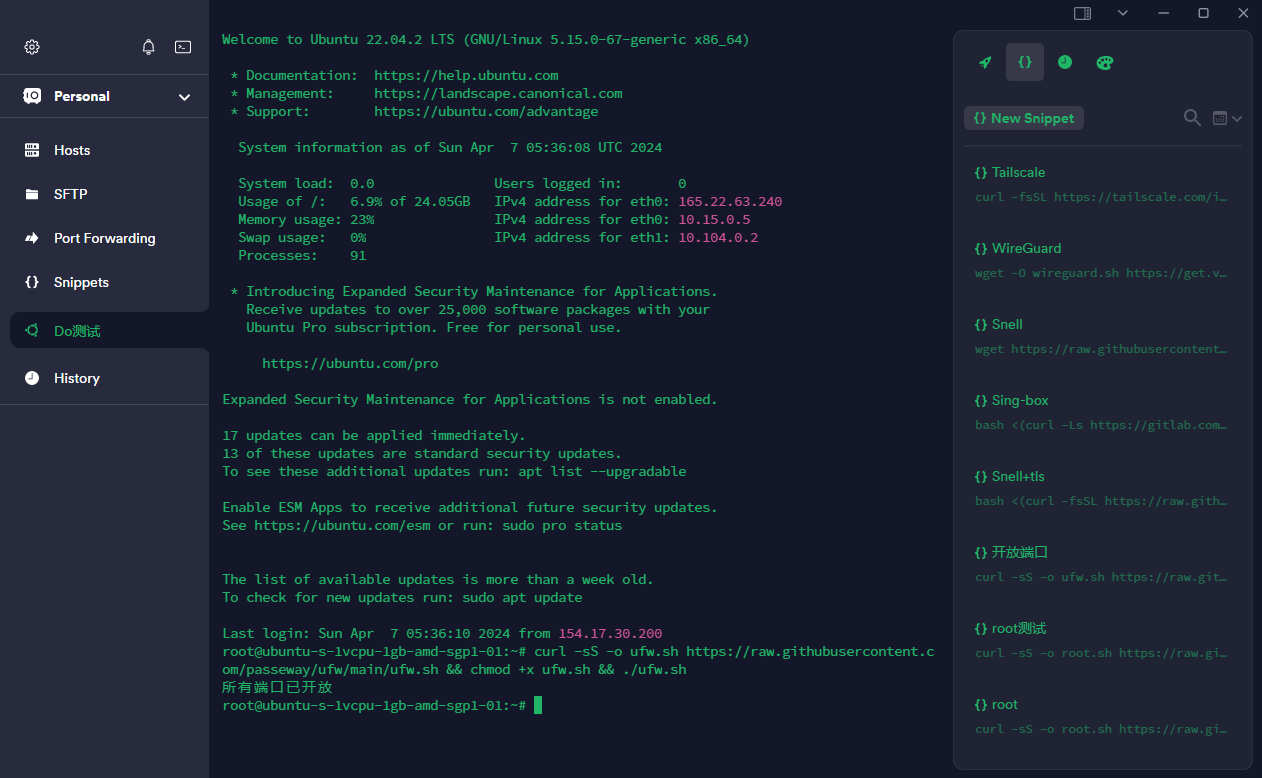 Personal
Hosts
SFTP
Port Forwarding
Snippets
Do测试
History
Welcome to Ubuntu 22.04.2 LTS (GNU/Linux 5.15.0-67-generic x86_64)
* Documentation:  https://help.ubuntu.com
* Management:     https://landscape.canonical.com
* Support:        https://ubuntu.com/advantage
System information as of Sun Apr  7 05:36:08 UTC 2024
System load:  0.0               Users logged in:       0
Usage of /:   6.9% of 24.05GB   IPv4 address for eth0: 165.22.63.240
Memory usage: 23%               IPv4 address for eth0: 10.15.0.5
Swap usage:   0%                IPv4 address for eth1: 10.104.0.2
Processes:    91
* Introducing Expanded Security Maintenance for Applications.
Receive updates to over 25,000 software packages with your
Ubuntu Pro subscription. Free for personal use.
https://ubuntu.com/pro
Expanded Security Maintenance for Applications is not enabled.
17 updates can be applied immediately.
13 of these updates are standard security updates.
To see these additional updates run: apt list --upgradable
Enable ESM Apps to receive additional future security updates.
See https://ubuntu.com/esm or run: sudo pro status
The list of available updates is more than a week old.
To check for new updates run: sudo apt update
Last login: Sun Apr  7 05:36:10 2024 from 154.17.30.200
root@ubuntu-s-1vcpu-1gb-amd-sgp1-01:~# curl -sS -o ufw.sh https://raw.githubusercontent.c
om/passeway/ufw/main/ufw.sh && chmod +x ufw.sh && ./ufw.sh
所有端口已开放
root@ubuntu-s-1vcpu-1gb-amd-sgp1-01:~#
{} New Snippet
{} Tailscale
curl -fsSL https://tailscale.com/i…
{} WireGuard
wget -O wireguard.sh https://get.v…
{} Snell
wget https://raw.githubusercontent…
{} Sing-box
bash <(curl -Ls https://gitlab.com…
{} Snell+tls
bash <(curl -fsSL https://raw.gith…
{} 开放端口
curl -sS -o ufw.sh https://raw.git…
{} root测试
curl -sS -o root.sh https://raw.gi…
{} root
curl -sS -o root.sh https://raw.gi…